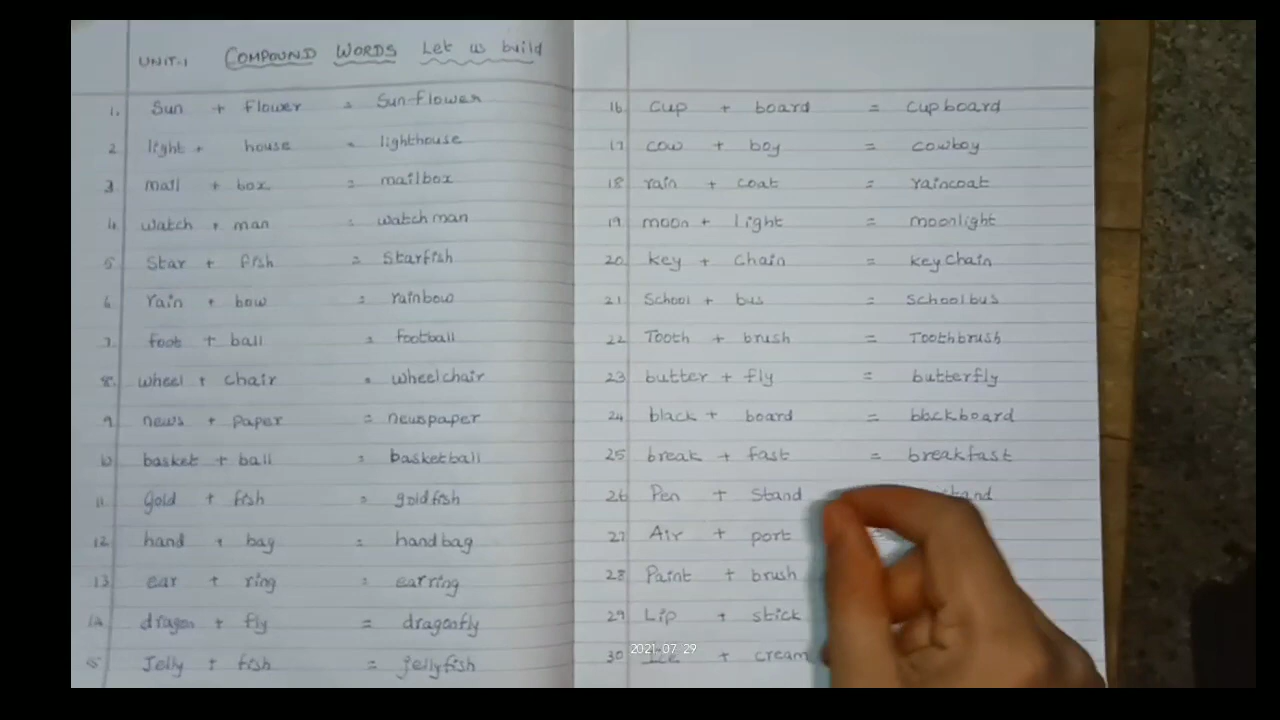 UNIT-1 COMPOUND WORDS Let us build
1. Sun + Flower = Sunflower
2 light + house = lighthouse
3 mail + box = mailbox
4 watch + man = watchman
5 Star + fish = Starfish
6 rain + bow = rainbow
7. foot + ball = football
8. wheel + chair = wheelchair
9 news + paper = newspaper
10 basket + ball = basketball
11 gold + fish = goldfish
12 hand + bag = handbag
13 ear + ring = earring
14 dragon + fly = dragonfly
15 Jelly + fish = jellyfish
16 Cup + board = cupboard
17 cow + boy = cowboy
18 rain + coat = raincoat
19 moon + light = moonlight
20 key + chain = keychain
21 School + bus = Schoolbus
22 Tooth + brush = Toothbrush
23 butter + fly = butterfly
24 black + board = blackboard
25 break + fast = breakfast
26 Pen + Stand
27 Air + port =
28 Paint + brush
29 Lip + stick
30 Ice + cream
2021 07 29